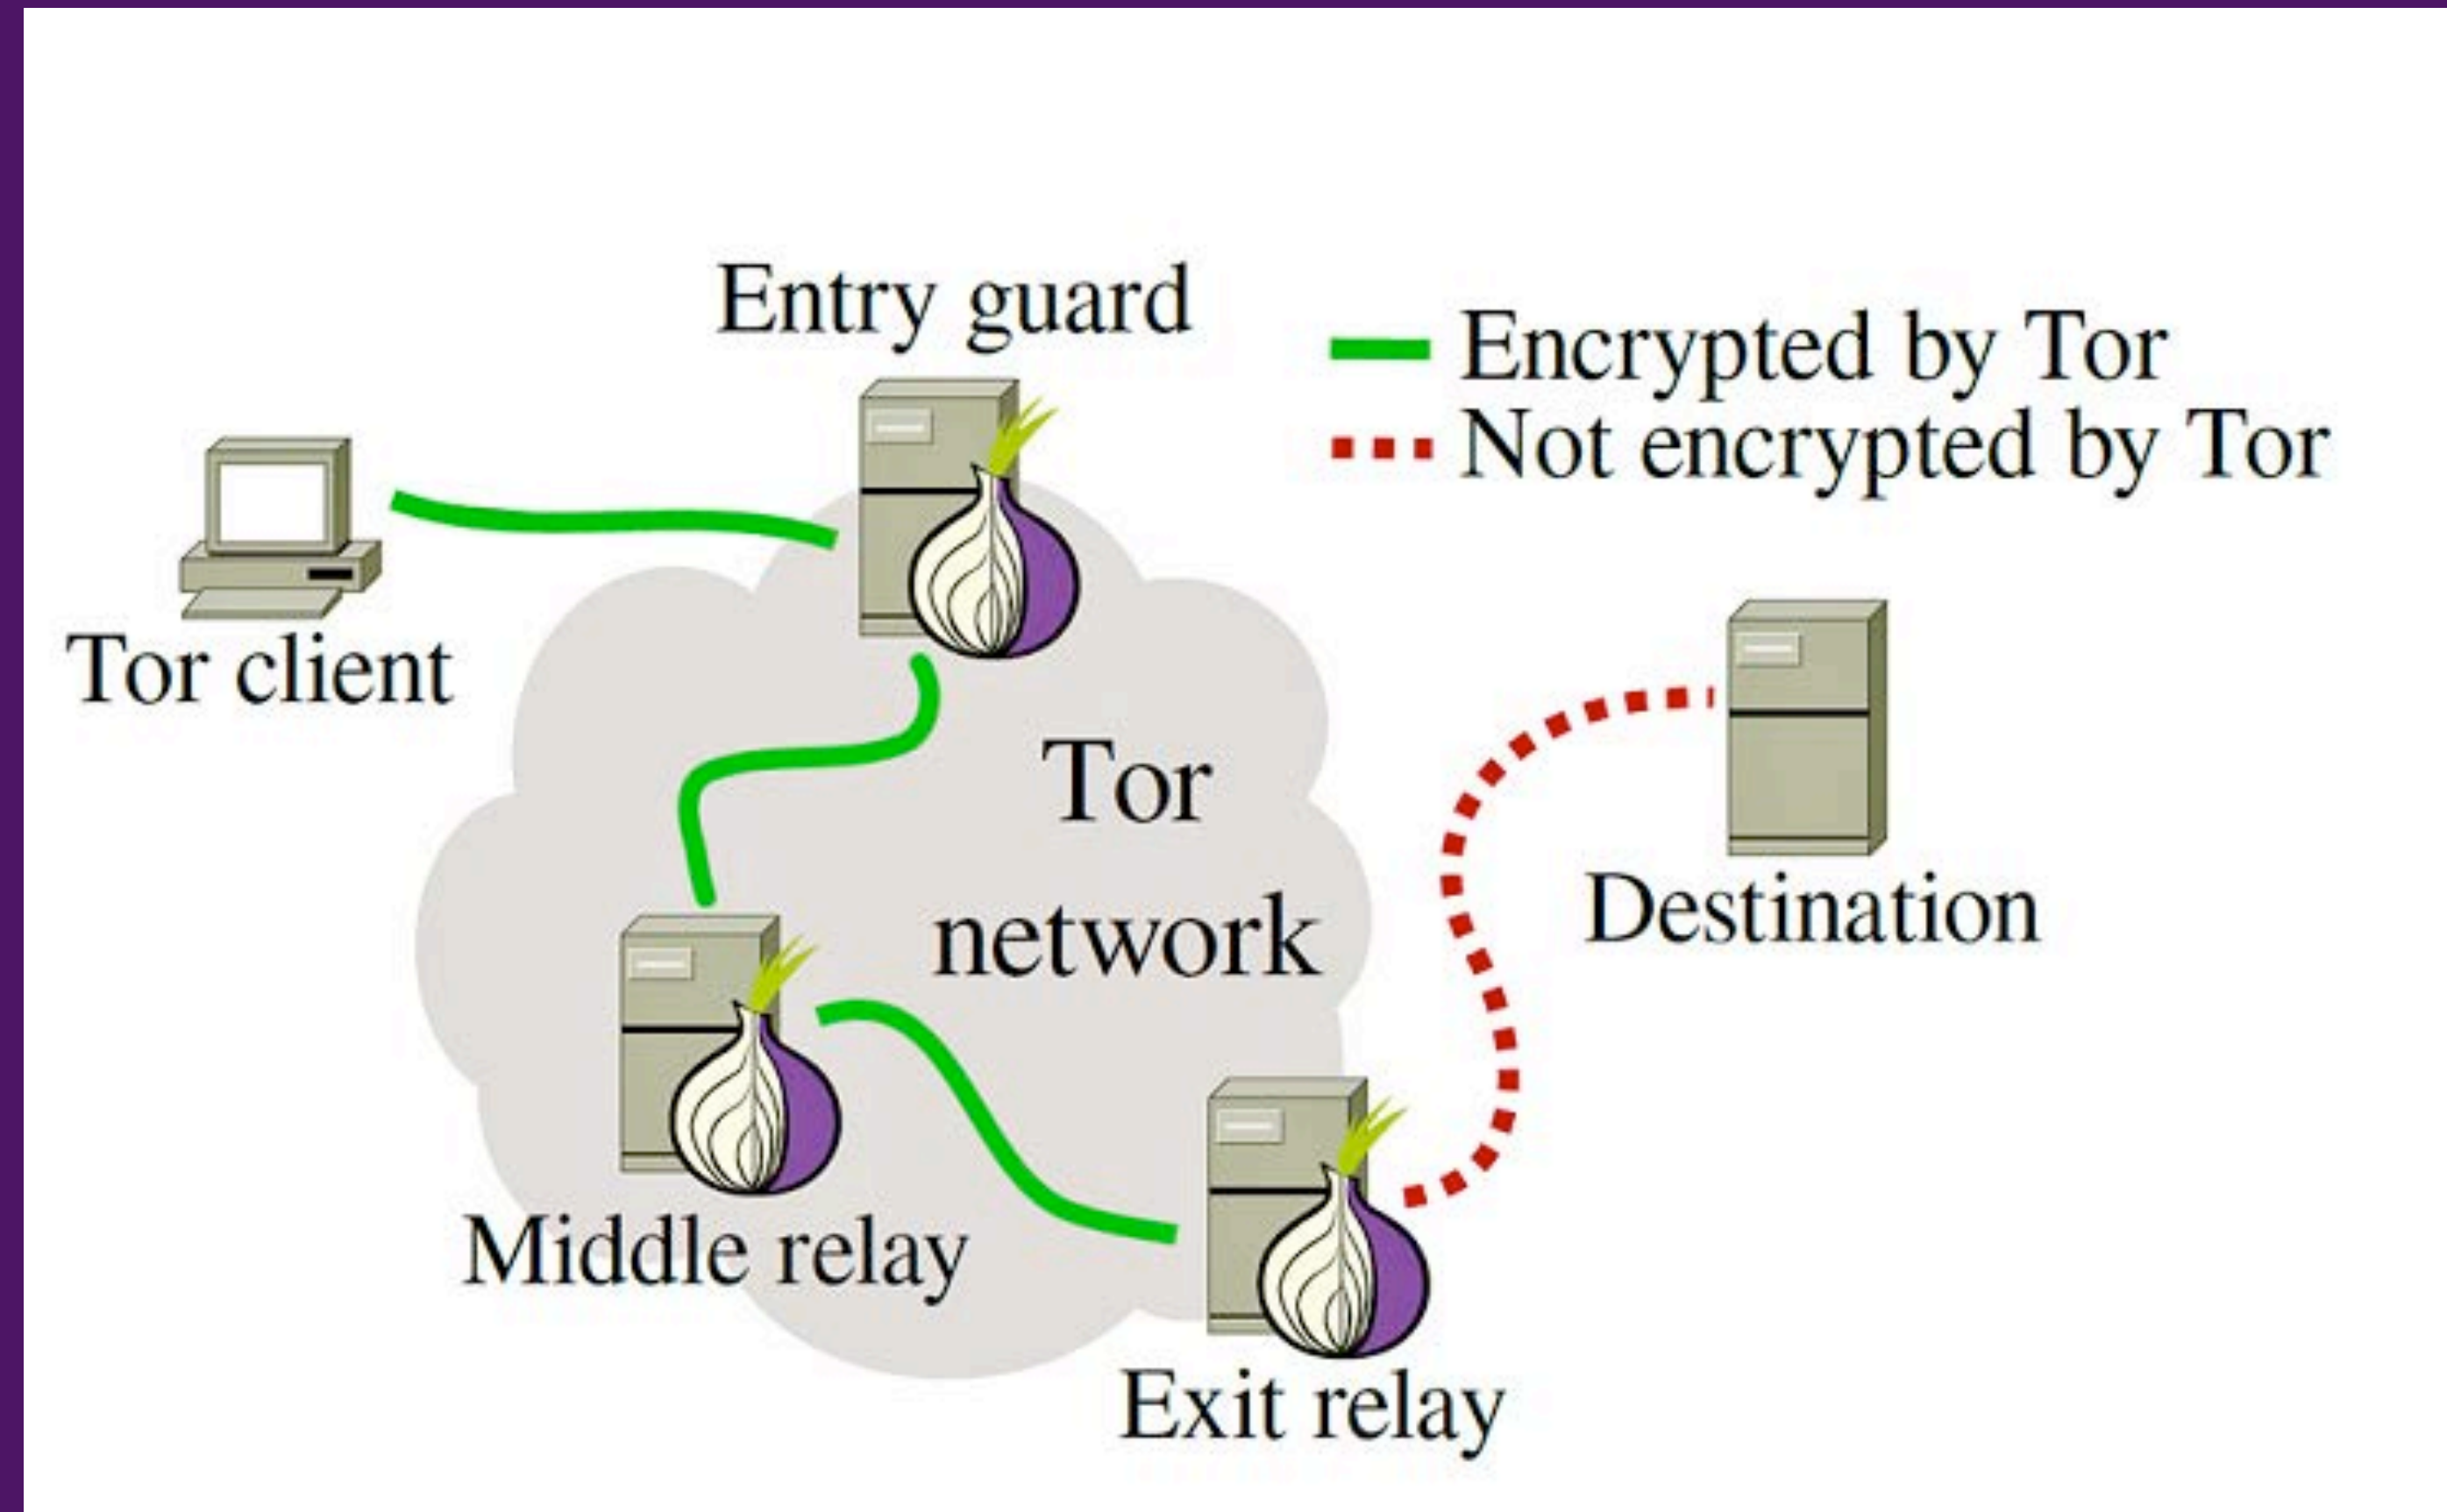 Entry guard
Encrypted by Tor
Not encrypted by Tor
Tor client
Tor
network
Destination
Middle relay
Exit relay